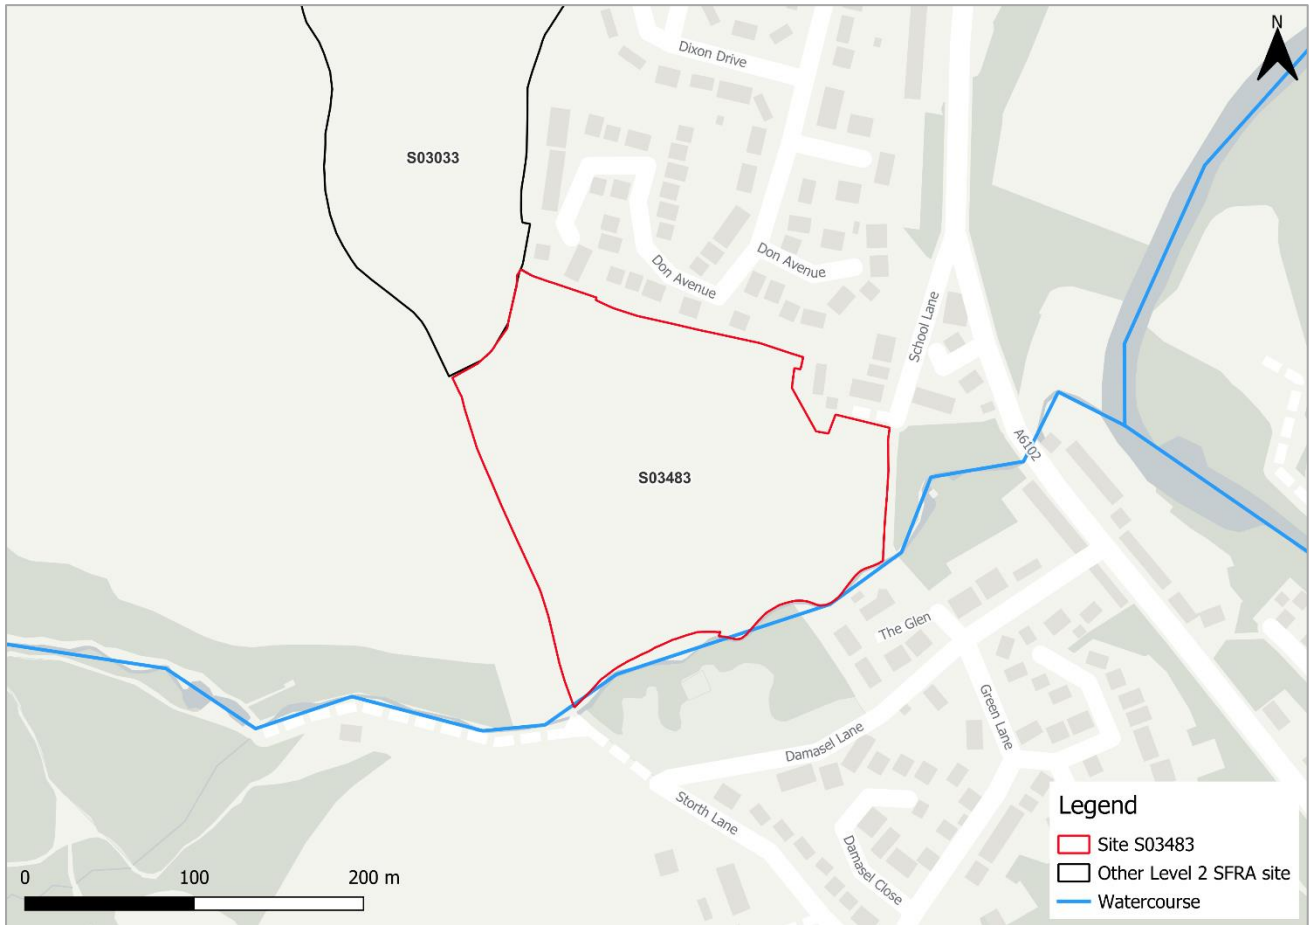 N
Dixon Drive
S03033
Don Avenue
Don Avenue
School Lane
A6102
S03483
The Glen
Green Lane
Damasel Lane
Storth Lane
Damasel Close
Legend
Site S03483
Other Level 2 SFRA site
Watercourse
0 100 200 m